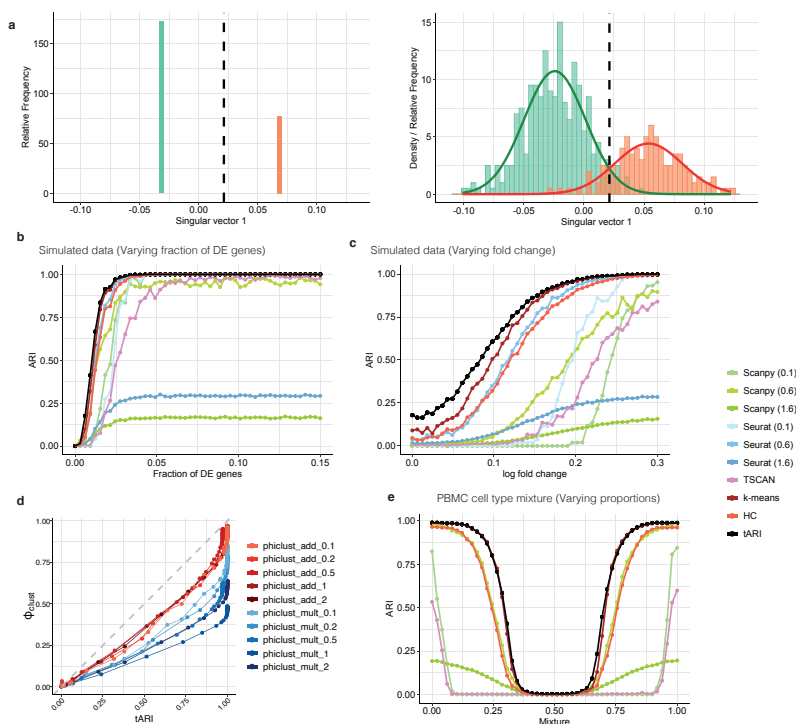 a
Relative Frequency
150
100
50
0
-0.10
-0.05
0.00
0.05
0.10
Singular vector 1
Density / Relative Frequency
15
10
5
0
-0.10
-0.05
0.00
0.05
0.10
Singular vector 1
b
Simulated data (Varying fraction of DE genes)
ARI
1.00
0.75
0.50
0.25
0.00
0.00
0.05
0.10
0.15
Fraction of DE genes
c
Simulated data (Varying fold change)
ARI
1.00
0.75
0.50
0.25
0.00
0.0
0.1
0.2
0.3
log fold change
Scanpy (0.1)
Scanpy (0.6)
Scanpy (1.6)
Seurat (0.1)
Seurat (0.6)
Seurat (1.6)
TSCAN
k-means
HC
tARI
d
Φclust
1.00
0.75
0.50
0.25
0.00
0.00
0.25
0.50
0.75
1.00
tARI
phiclust_add_0.1
phiclust_add_0.2
phiclust_add_0.5
phiclust_add_1
phiclust_add_2
phiclust_mult_0.1
phiclust_mult_0.2
phiclust_mult_0.5
phiclust_mult_1
phiclust_mult_2
e
PBMC cell type mixture (Varying proportions)
ARI
1.00
0.75
0.50
0.25
0.00
0.00
0.25
0.50
0.75
1.00
Mixture